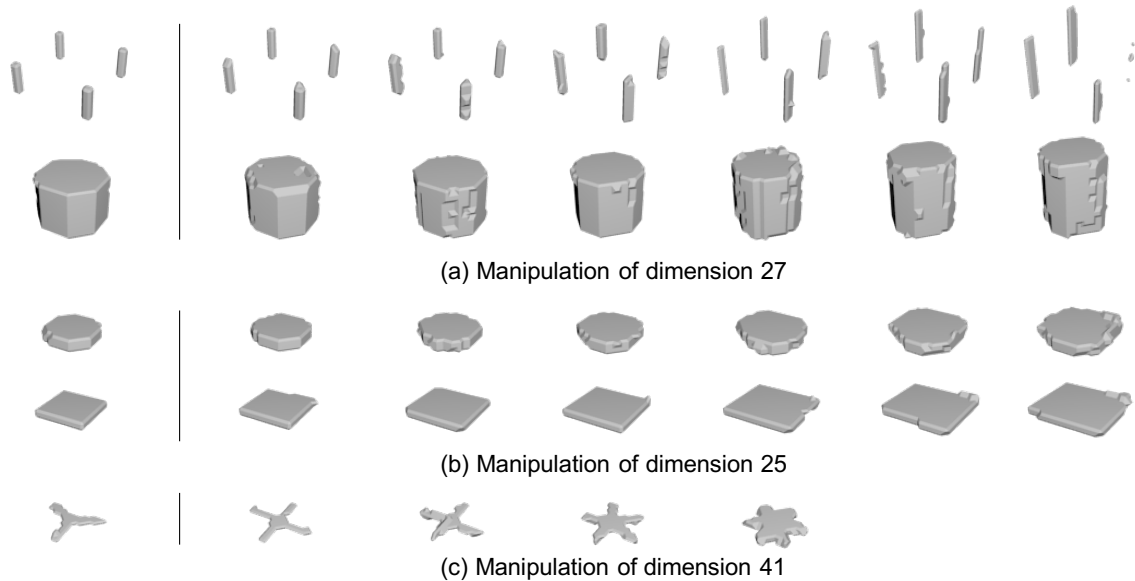 (a) Manipulation of dimension 27
(b) Manipulation of dimension 25
(c) Manipulation of dimension 41